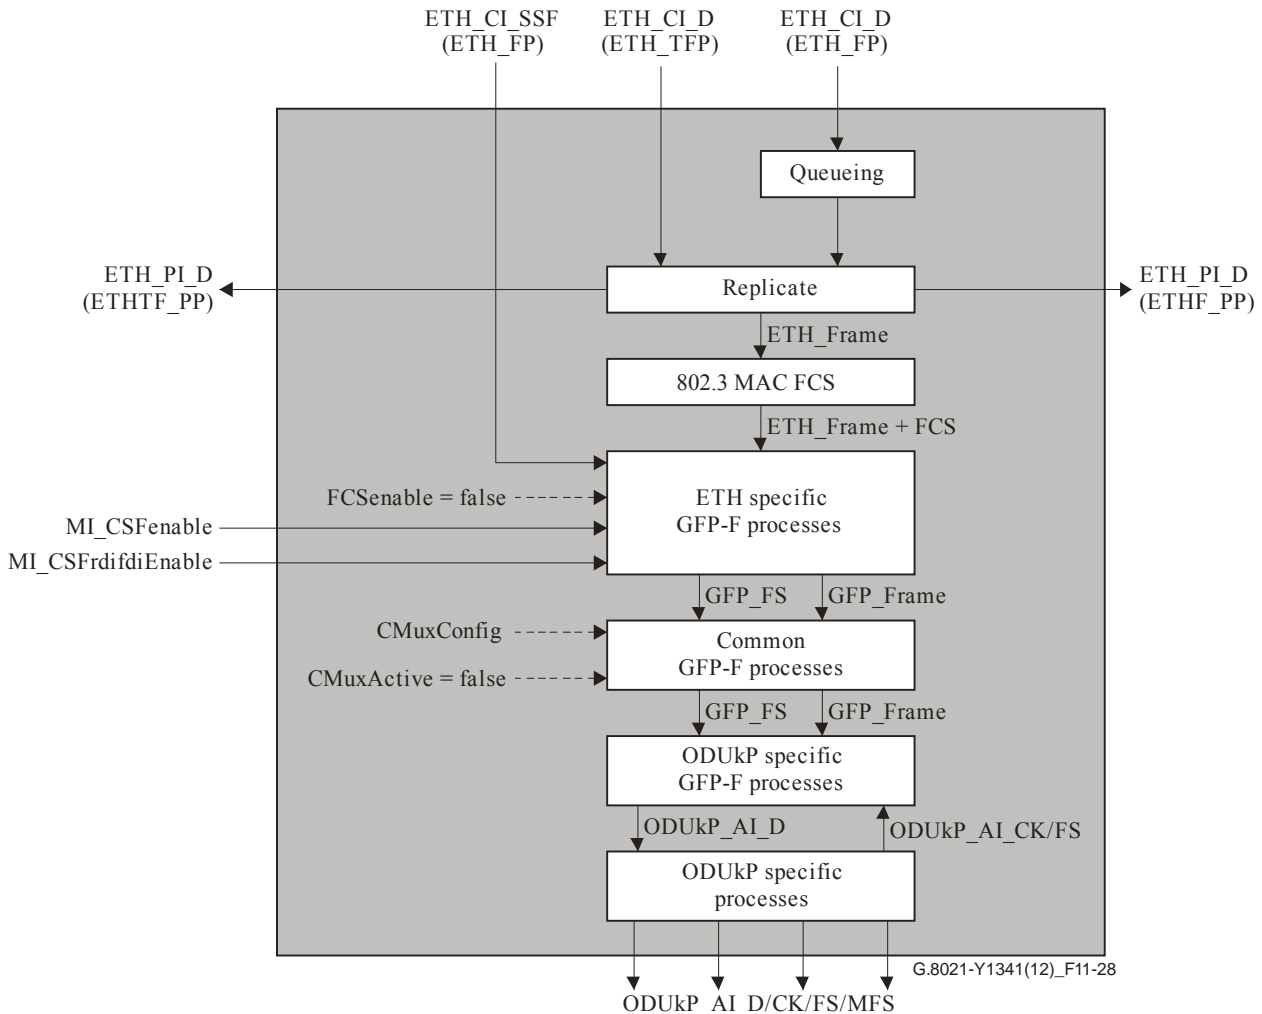 ETH_CI_SSF
(ETH_FP)
ETH_CI_D
(ETH_TFP)
ETH_CI_D
(ETH_FP)
Queueing
ETH_PI_D
(ETHTF_PP)
Replicate
ETH_PI_D
(ETHF_PP)
ETH_Frame
802.3 MAC FCS
ETH_Frame + FCS
FCSenable = false
ETH specific
GFP-F processes
MI_CSFenable
MI_CSFrdifdiEnable
GFP_FS
GFP_Frame
CMuxConfig
Common
GFP-F processes
CMuxActive = false
GFP_FS
GFP_Frame
ODUkP specific
GFP-F processes
ODUkP_AI_D
ODUkP_AI_CK/FS
ODUkP specific
processes
G.8021-Y1341(12)_F11-28
ODUkP AI D/CK/FS/MFS